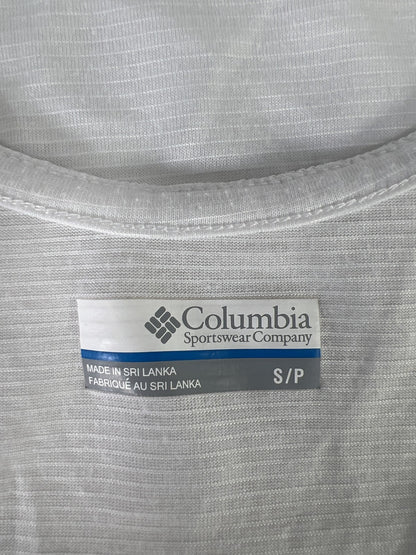 Columbia
Sportswear Company
MADE IN SRI LANKA
FABRIQUÉ AU SRI LANKA
S/P